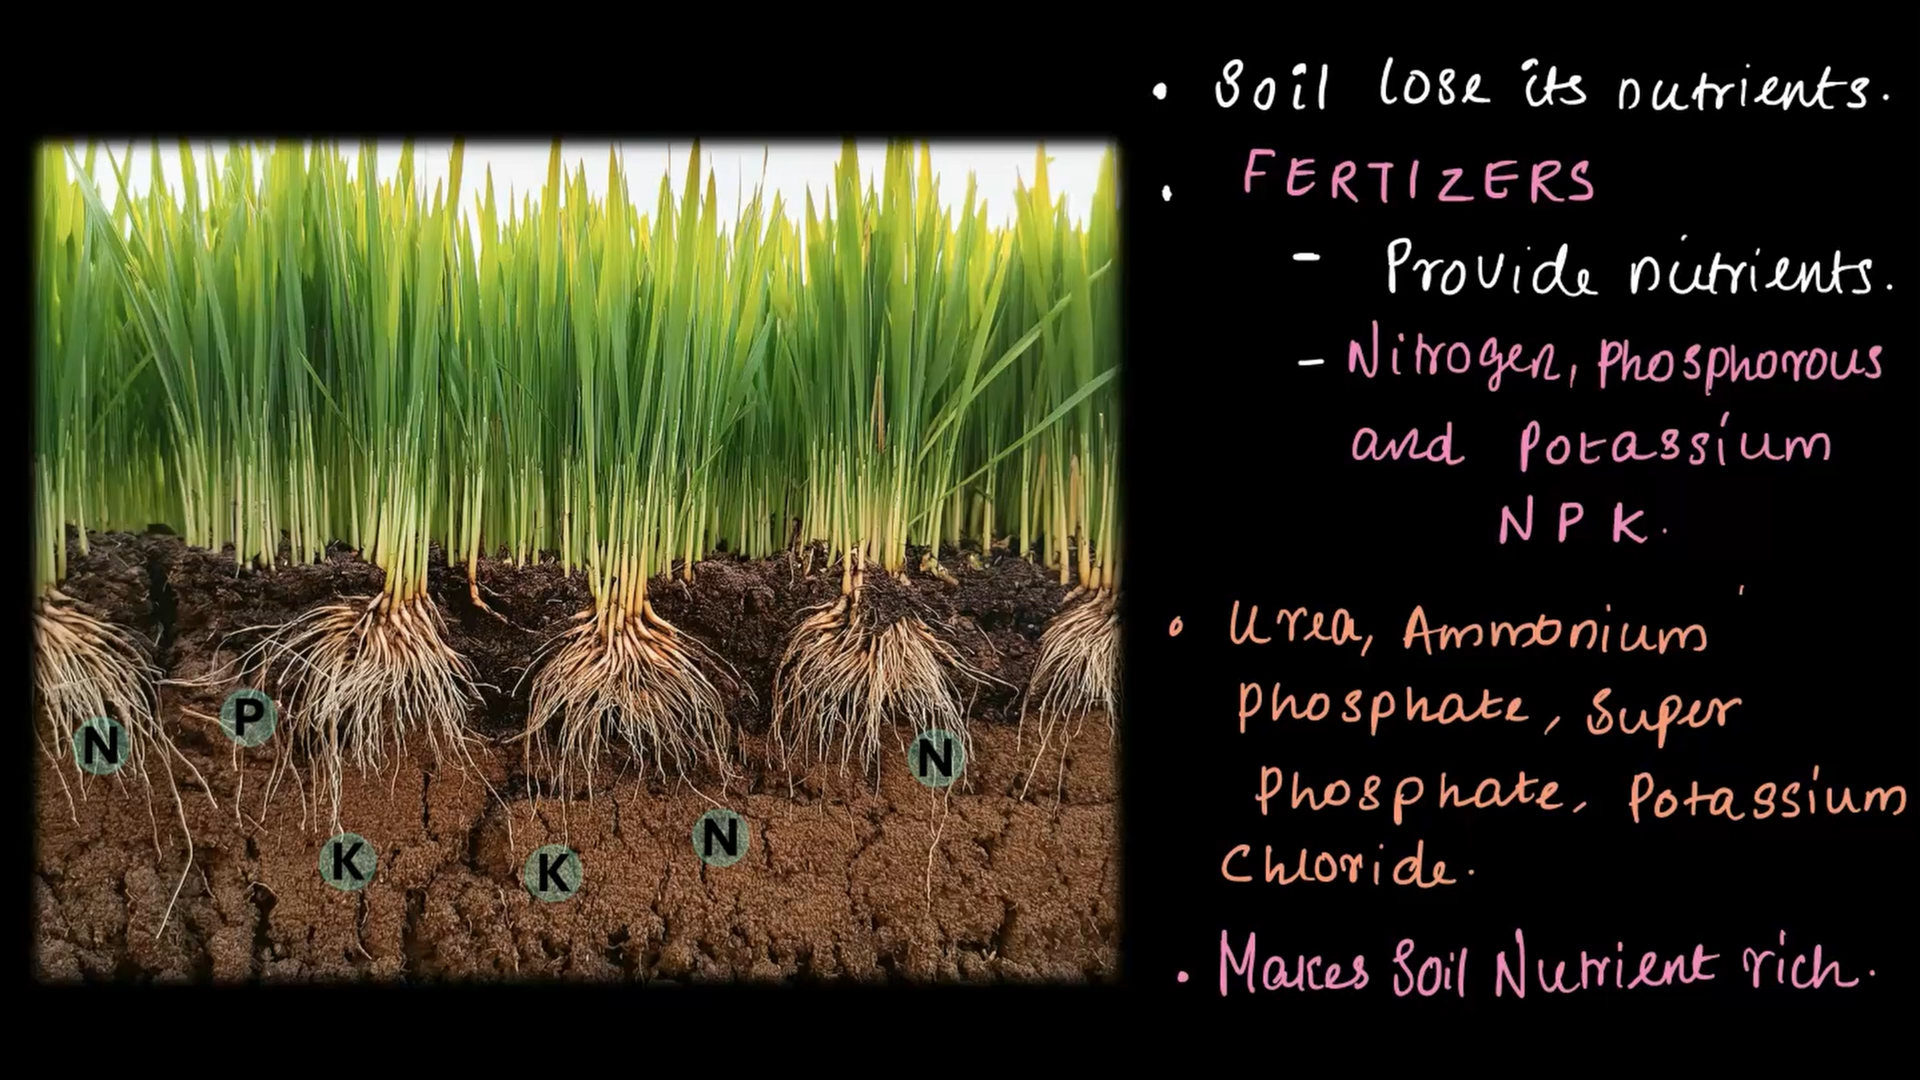 • Soil lose its nutrients.
• FERTIZERS
- Provide nutrients.
- Nitrogen, Phosphorous
and Potassium
N P K.
• Urea, Ammonium
Phosphate, Super
Phosphate, Potassium
Chloride.
• Makes Soil Nutrient rich.
P
N
N
N
K
K